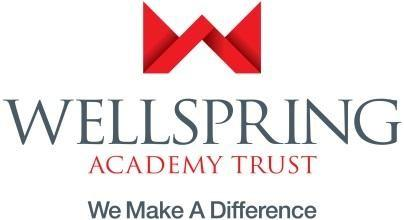 WELLSPRING
ACADEMY TRUST
We Make A Difference